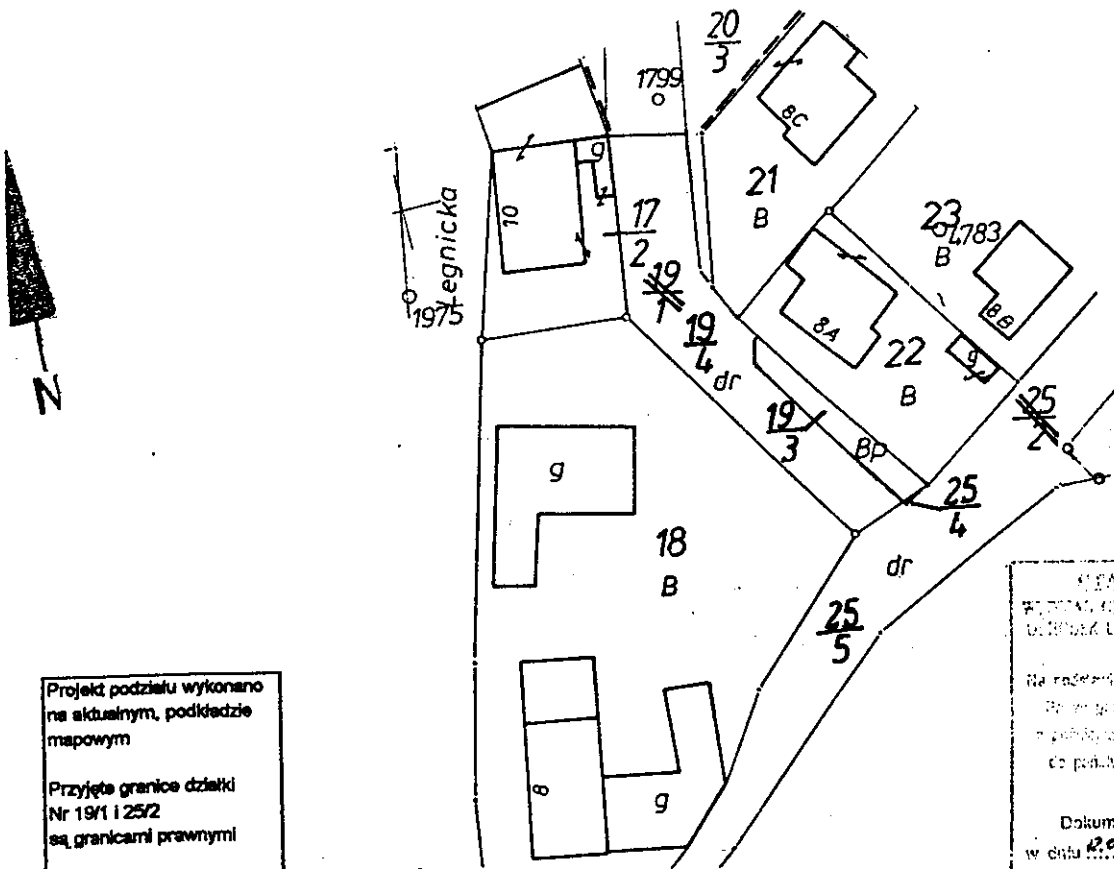 20
3
1799
8C
g
21
B
10
Legnicka
1975
17
2
19
1
23
1783
B
8B
8A
22
B
g
19
4
dr
25
2
19
3
BP
25
4
g
18
B
dr
25
5
8
g
N
Projekt podziału wykonano
na aktualnym, podkładzie
mapowym
Przyjęte granice działki
Nr 19/1 i 25/2
są granicami prawnymi
Na
Dokum
w dniu